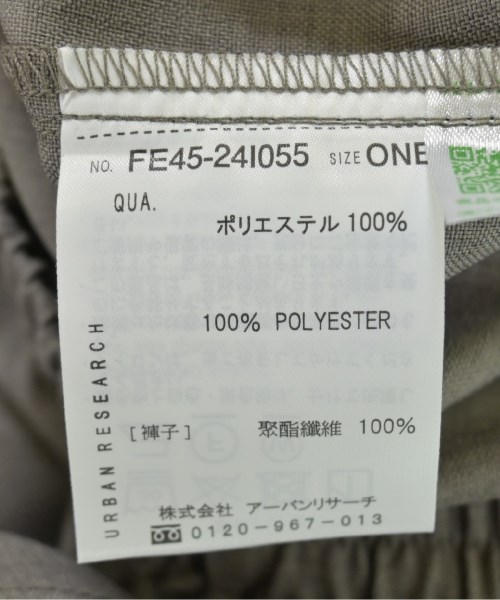 NO. FE45-24I055 SIZE ONE
QUA.
ポリエステル 100%
100% POLYESTER
[褲子] 聚酯纖維 100%
URBAN RESEARCH
株式会社 アーバンリサーチ
0120-967-013